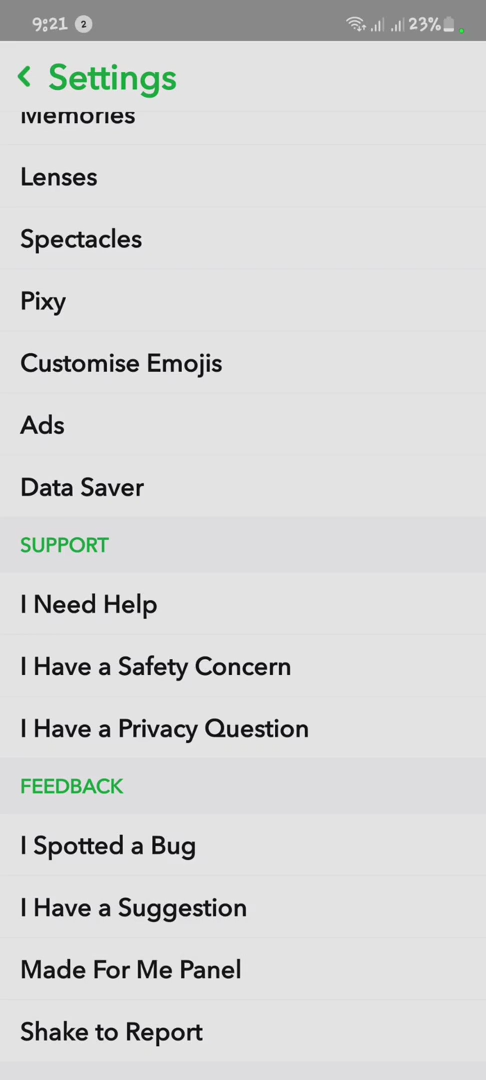 9:21 2 23%
Settings
Memories
Lenses
Spectacles
Pixy
Customise Emojis
Ads
Data Saver
SUPPORT
I Need Help
I Have a Safety Concern
I Have a Privacy Question
FEEDBACK
I Spotted a Bug
I Have a Suggestion
Made For Me Panel
Shake to Report